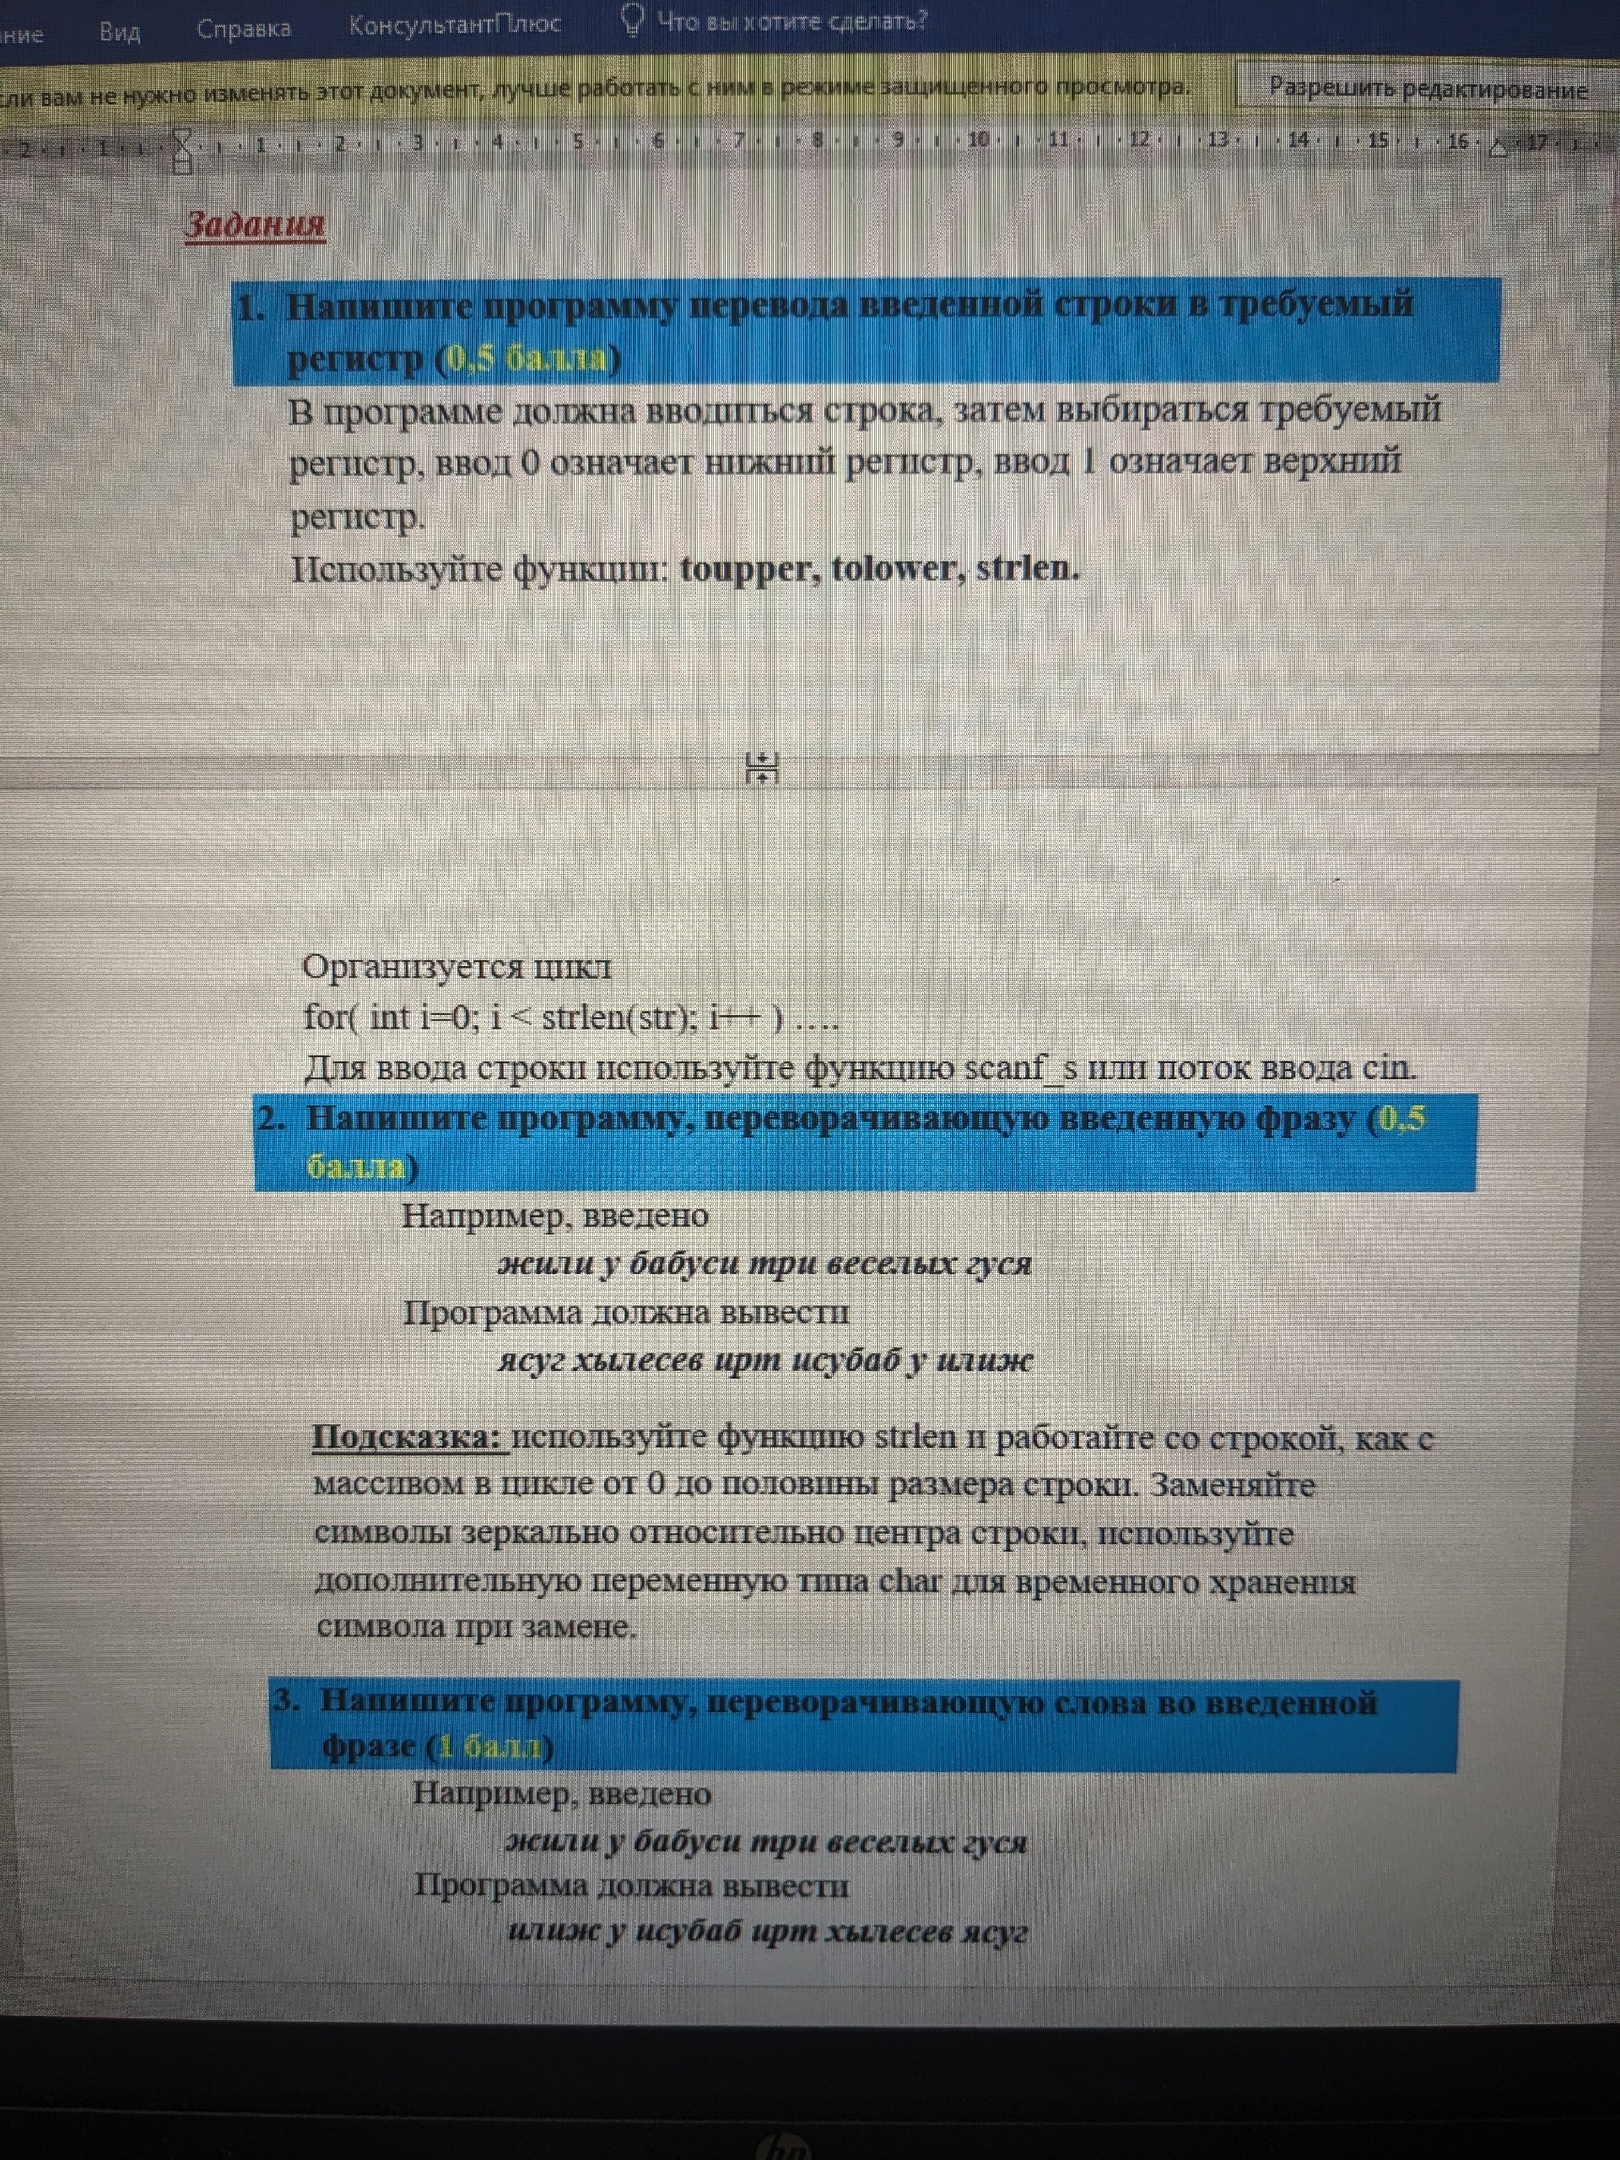 ние Вид Справка КонсультантПлюс Что вы хотите сделать?
сли вам не нужно изменять этот документ, лучше работать с ним в режиме защищенного просмотра. Разрешить редактирование
2 1 1 2 3 4 5 6 7 8 9 10 11 12 13 14 15 16 17
Задания
1. Напишите программу перевода введенной строки в требуемый
регистр (0,5 балла)
В программе должна вводиться строка, затем выбираться требуемый
регистр, ввод 0 означает нижний регистр, ввод 1 означает верхний
регистр.
Используйте функции: toupper, tolower, strlen.
Организуется цикл
for( int i=0; i < strlen(str); i++ ) ….
Для ввода строки используйте функцию scanf_s или поток ввода cin.
2. Напишите программу, переворачивающую введенную фразу (0,5
балла)
Например, введено
жили у бабуси три веселых гуся
Программа должна вывести
ясуг хылесев ирт исубаб у илиж
Подсказка: используйте функцию strlen и работайте со строкой, как с
массивом в цикле от 0 до половины размера строки. Заменяйте
символы зеркально относительно центра строки, используйте
дополнительную переменную типа char для временного хранения
символа при замене.
3. Напишите программу, переворачивающую слова во введенной
фразе (1 балл)
Например, введено
жили у бабуси три веселых гуся
Программа должна вывести
илиж у исубаб ирт хылесев ясуг
hp